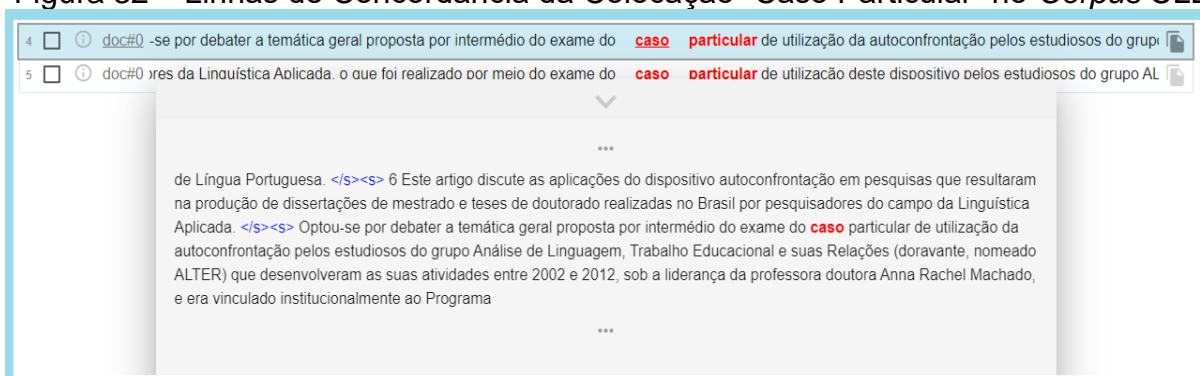 Figura 32 – Linhas de Concordância da Colocação "Caso Particular" no Corpus
4 doc#0 -se por debater a temática geral proposta por intermédio do exame do caso particular de utilização da autoconfrontação pelos estudiosos do grup
5 doc#0 res da Linguística Aplicada, o que foi realizado por meio do exame do caso particular de utilização deste dispositivo pelos estudiosos do grupo AL
...
de Língua Portuguesa. </s><s> 6 Este artigo discute as aplicações do dispositivo autoconfrontação em pesquisas que resultaram
na produção de dissertações de mestrado e teses de doutorado realizadas no Brasil por pesquisadores do campo da Linguística
Aplicada. </s><s> Optou-se por debater a temática geral proposta por intermédio do exame do caso particular de utilização da
autoconfrontação pelos estudiosos do grupo Análise de Linguagem, Trabalho Educacional e suas Relações (doravante, nomeado
ALTER) que desenvolveram as suas atividades entre 2002 e 2012, sob a liderança da professora doutora Anna Rachel Machado,
e era vinculado institucionalmente ao Programa
...